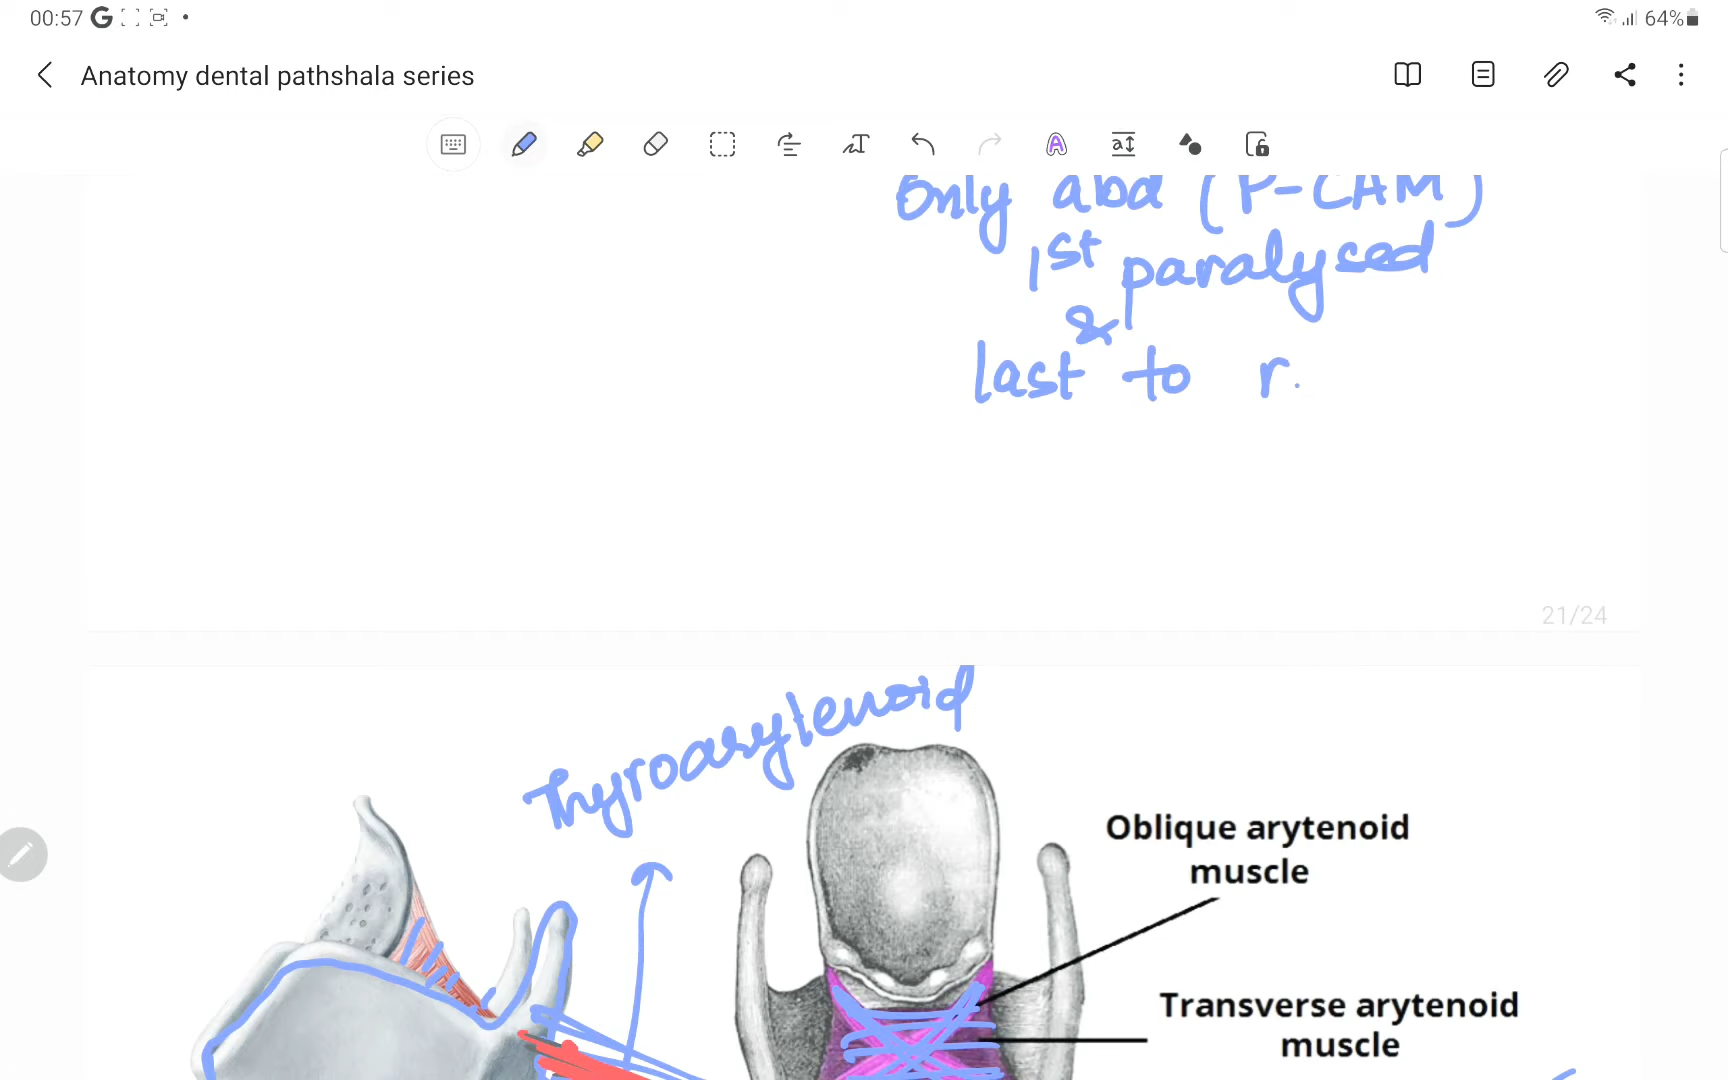 00:57 G 64%
Anatomy dental pathshala series
Only abd (P-CAM)
1st paralysed
&
last to r.
21/24
Thyroarytenoid
Oblique arytenoid
muscle
Transverse arytenoid
muscle